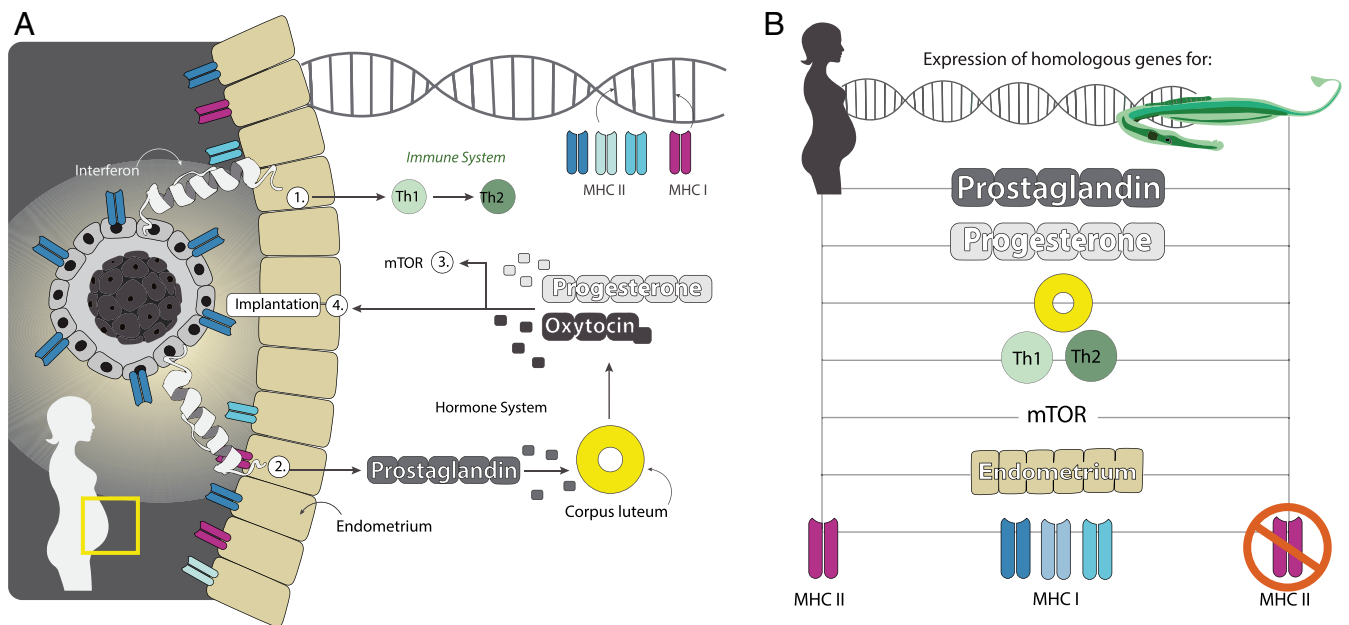 A
Interferon
1.
Immune System
Th1
Th2
MHC II
MHC I
mTOR
3.
Progesterone
Implantation
4.
Oxytocin
Hormone System
2.
Prostaglandin
Corpus luteum
Endometrium
B
Expression of homologous genes for:
Prostaglandin
Progesterone
Th1
Th2
mTOR
Endometrium
MHC II
MHC I
MHC II